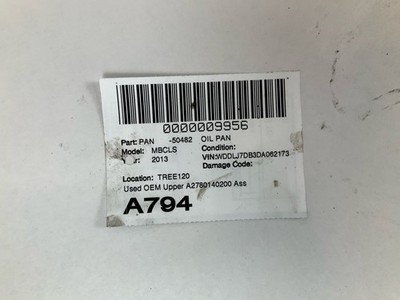 0000009956
Part: PAN -50482 OIL PAN
Model: MBCLS Condition:
2013 VIN:WDDLJ7DB3DA062173
Damage Code:
Location: TREE120
Used OEM Upper A2780140200 Ass
A794